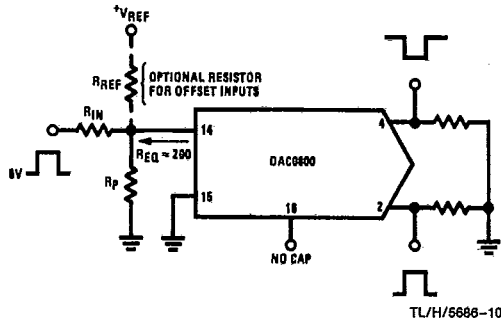 +VREF
RREF
OPTIONAL RESISTOR
FOR OFFSET INPUTS
RIN
14
4
REQ ≈ 200
DAC0800
0V
RP
15
16
2
NO CAP
TL/H/5686-10